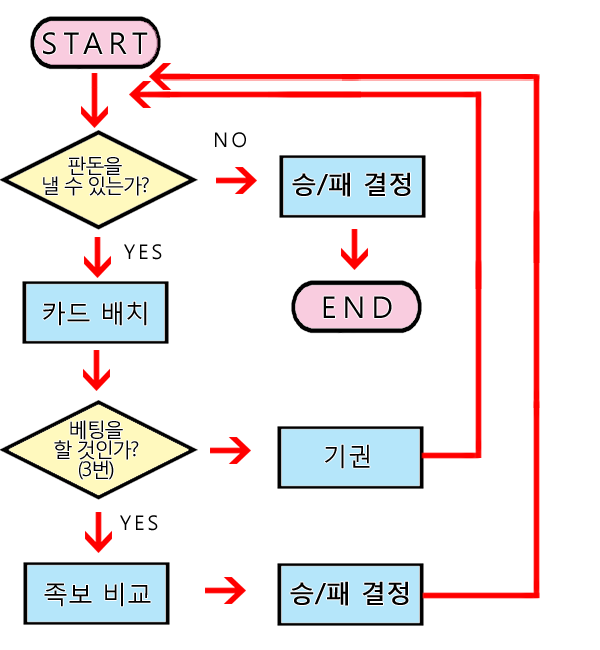 START
판돈을
낼 수 있는가?
NO
승/패 결정
YES
END
카드 배치
베팅을
할 것인가?
(3번)
기권
YES
족보 비교
승/패 결정